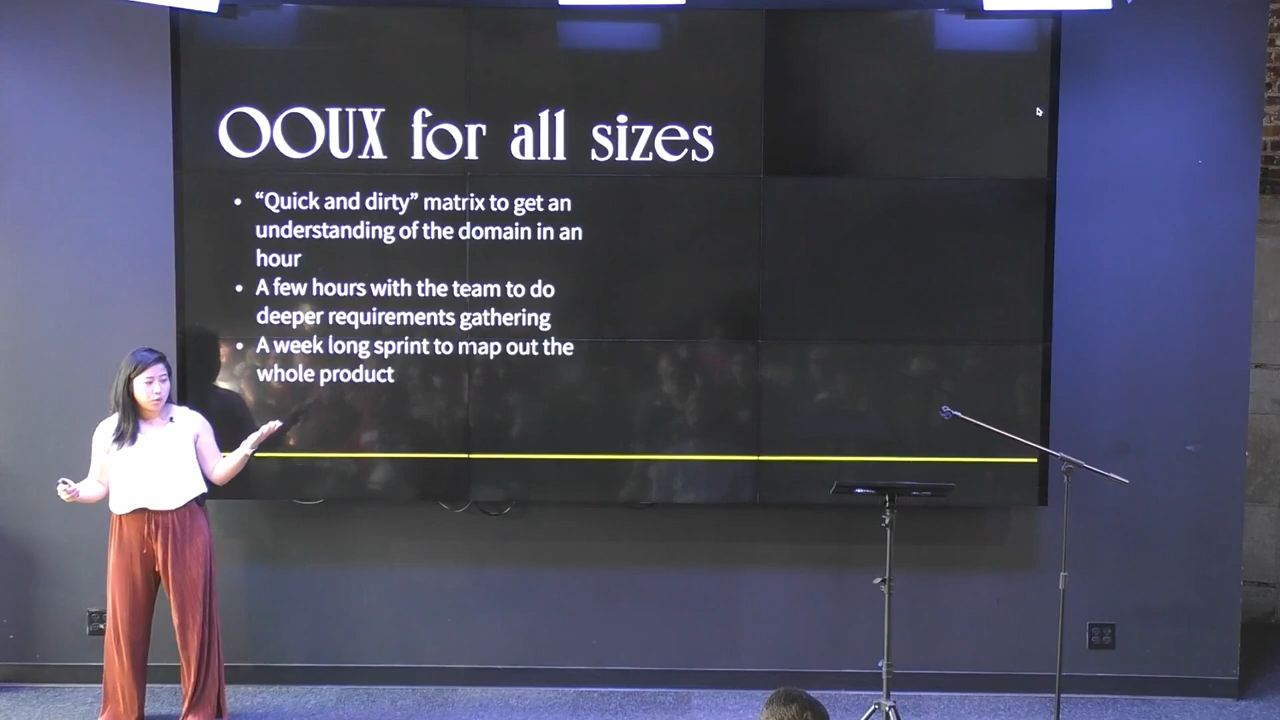 OOUX for all sizes
• “Quick and dirty” matrix to get an
understanding of the domain in an
hour
• A few hours with the team to do
deeper requirements gathering
• A week long sprint to map out the
whole product